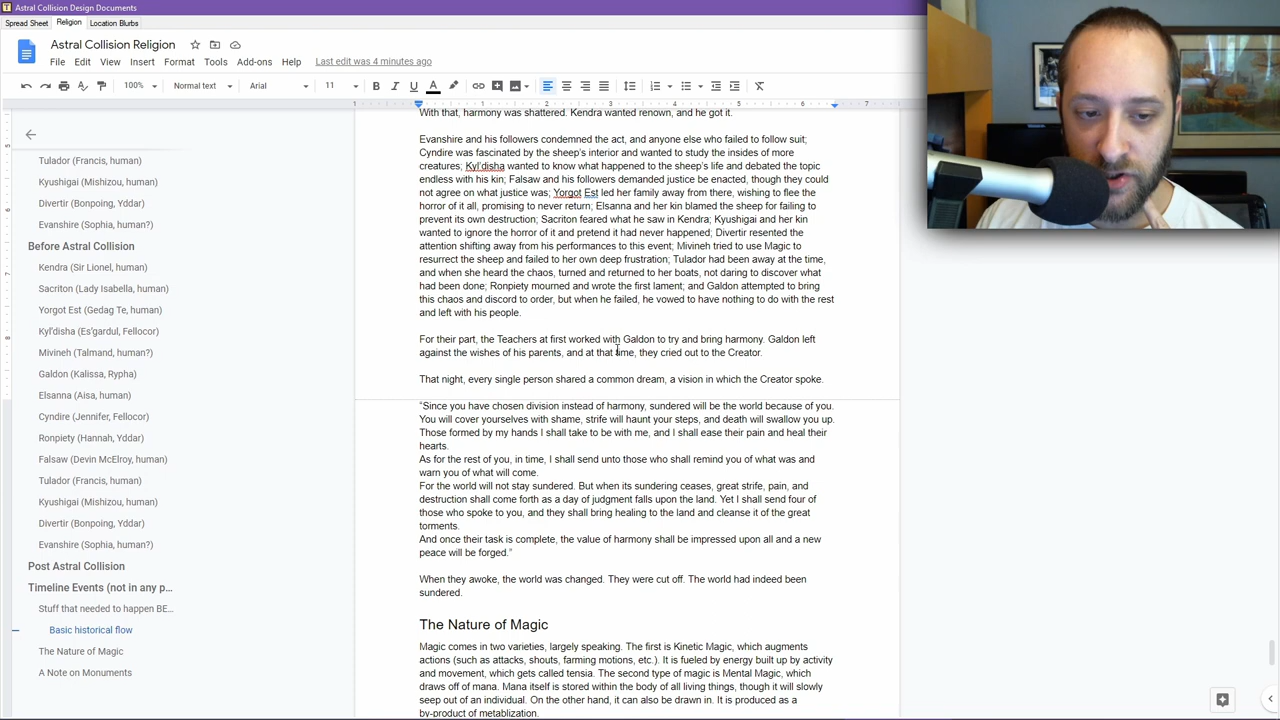 Astral Collision Design Documents
Spread Sheet Religion Location Blurbs
Astral Collision Religion
File Edit View Insert Format Tools Add-ons Help Last edit was 4 minutes ago
100% Normal text Arial 11
1 1 2 3 4 5 6 7
Tulador (Francis, human)
Kyushigai (Mishizou, human)
Divertir (Bonpoing, Yddar)
Evanshire (Sophia, human?)
Before Astral Collision
Kendra (Sir Lionel, human)
Sacriton (Lady Isabella, human)
Yorgot Est (Gedag Te, human)
Kyl'disha (Es'gardul, Fellocor)
Mivineh (Talmand, human?)
Galdon (Kalissa, Rypha)
Elsanna (Aisa, human)
Cyndire (Jennifer, Fellocor)
Ronpiety (Hannah, Yddar)
Falsaw (Devin McElroy, human)
Tulador (Francis, human)
Kyushigai (Mishizou, human)
Divertir (Bonpoing, Yddar)
Evanshire (Sophia, human?)
Post Astral Collision
Timeline Events (not in any p...
Stuff that needed to happen BE...
Basic historical flow
The Nature of Magic
A Note on Monuments
With that, harmony was shattered. Kendra wanted renown, and he got it.
Evanshire and his followers condemned the act, and anyone else who failed to follow suit;
Cyndire was fascinated by the sheep's interior and wanted to study the insides of more
creatures; Kyl'disha wanted to know what happened to the sheep's life and debated the topic
endless with his kin; Falsaw and his followers demanded justice be enacted, though they could
not agree on what justice was; Yorgot Est led her family away from there, wishing to flee the
horror of it all, promising to never return; Elsanna and her kin blamed the sheep for failing to
prevent its own destruction; Sacriton feared what he saw in Kendra; Kyushigai and her kin
wanted to ignore the horror of it and pretend it had never happened; Divertir resented the
attention shifting away from his performances to this event; Mivineh tried to use Magic to
resurrect the sheep and failed to her own deep frustration; Tulador had been away at the time,
and when she heard the chaos, turned and returned to her boats, not daring to discover what
had been done; Ronpiety mourned and wrote the first lament; and Galdon attempted to bring
this chaos and discord to order, but when he failed, he vowed to have nothing to do with the rest
and left with his people.
For their part, the Teachers at first worked with Galdon to try and bring harmony. Galdon left
against the wishes of his parents, and at that time, they cried out to the Creator.
That night, every single person shared a common dream, a vision in which the Creator spoke.
"Since you have chosen division instead of harmony, sundered will be the world because of you.
You will cover yourselves with shame, strife will haunt your steps, and death will swallow you up.
Those formed by my hands I shall take to be with me, and I shall ease their pain and heal their
hearts.
As for the rest of you, in time, I shall send unto those who shall remind you of what was and
warn you of what will come.
For the world will not stay sundered. But when its sundering ceases, great strife, pain, and
destruction shall come forth as a day of judgment falls upon the land. Yet I shall send four of
those who spoke to you, and they shall bring healing to the land and cleanse it of the great
torments.
And once their task is complete, the value of harmony shall be impressed upon all and a new
peace will be forged."
When they awoke, the world was changed. They were cut off. The world had indeed been
sundered.
The Nature of Magic
Magic comes in two varieties, largely speaking. The first is Kinetic Magic, which augments
actions (such as attacks, shouts, farming motions, etc.). It is fueled by energy built up by activity
and movement, which gets called tensia. The second type of magic is Mental Magic, which
draws off of mana. Mana itself is stored within the body of all living things, though it will slowly
seep out of an individual. On the other hand, it can also be drawn in. It is produced as a
by-product of metablization.